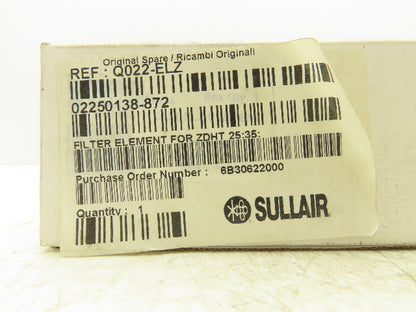 Original Spare / Ricambi Originali
REF : Q022-ELZ
02250138-872
FILTER ELEMENT FOR ZDHT 25:35:
Purchase Order Number : 6B30622000
Quantity : 1
SULLAIR